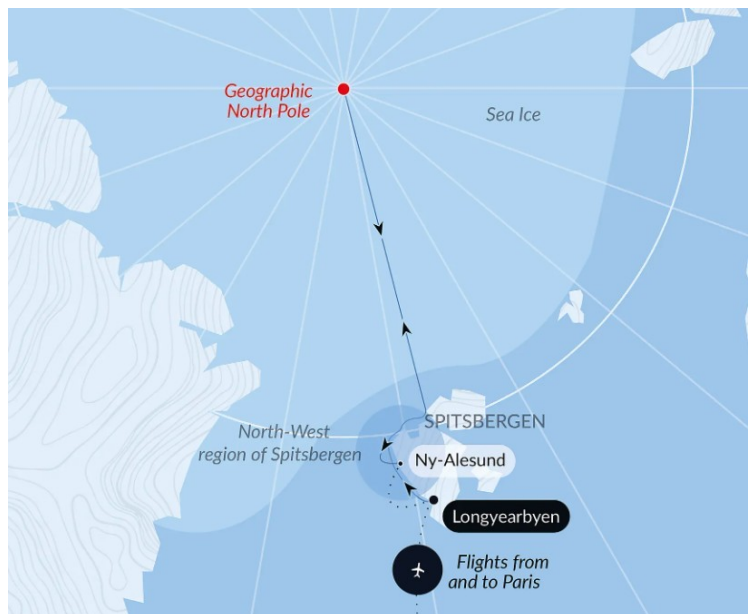 Geographic
North Pole
Sea Ice
SPITSBERGEN
North-West
region of Spitsbergen
Ny-Alesund
Longyearbyen
Flights from
and to Paris